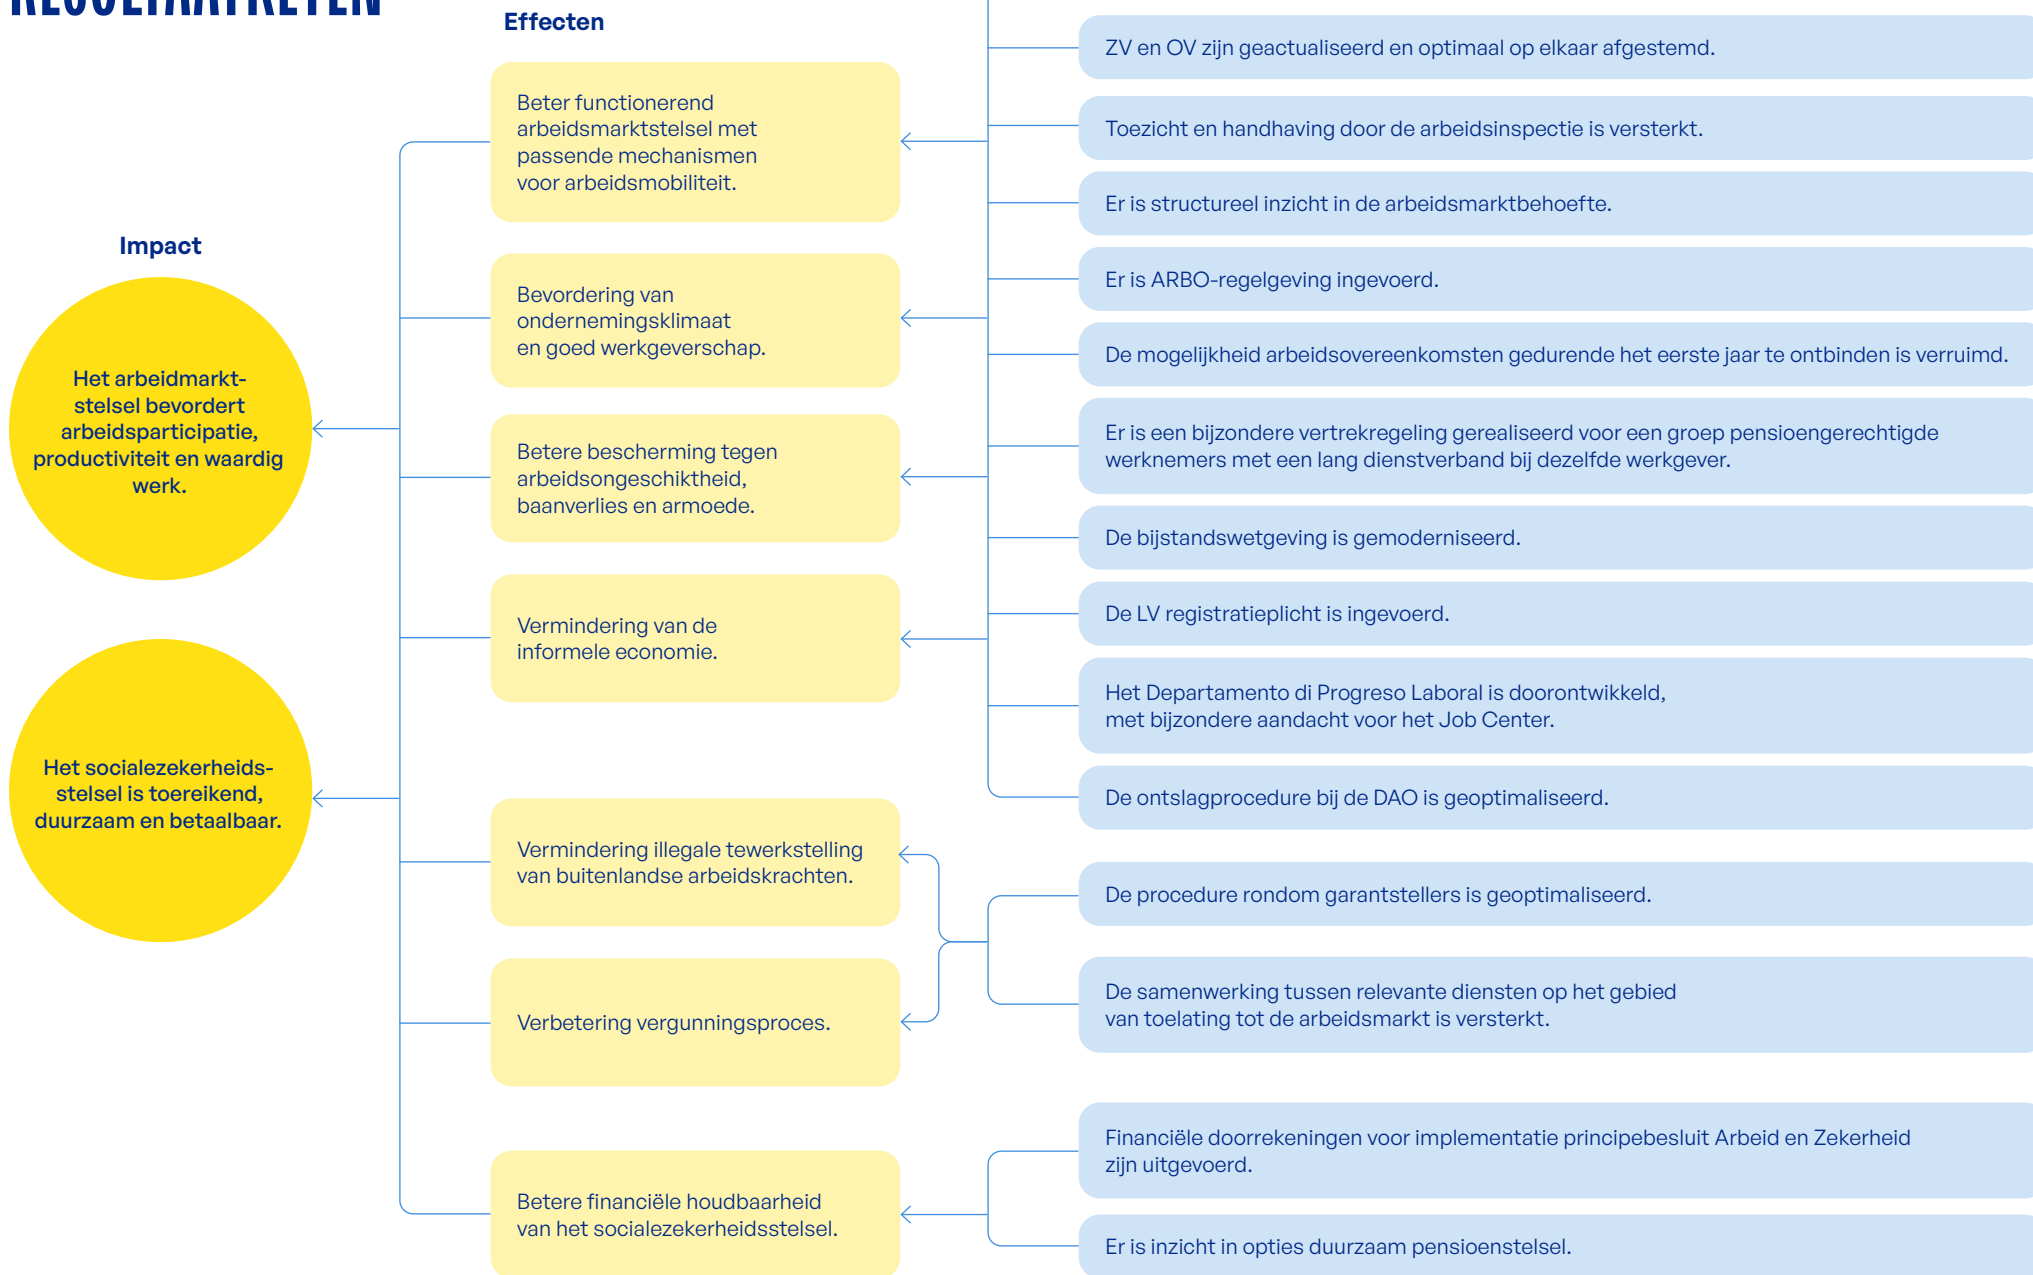 RESULTAATKETEN
Impact
Het arbeidmarkt-
stelsel bevordert
arbeidsparticipatie,
productiviteit en waardig
werk.
Het socialezekerheids-
stelsel is toereikend,
duurzaam en betaalbaar.
Effecten
Beter functionerend
arbeidsmarktstelsel met
passende mechanismen
voor arbeidsmobiliteit.
Bevordering van
ondernemingsklimaat
en goed werkgeverschap.
Betere bescherming tegen
arbeidsongeschiktheid,
baanverlies en armoede.
Vermindering van de
informele economie.
Vermindering illegale tewerkstelling
van buitenlandse arbeidskrachten.
Verbetering vergunningsproces.
Betere financiële houdbaarheid
van het socialezekerheidsstelsel.
ZV en OV zijn geactualiseerd en optimaal op elkaar afgestemd.
Toezicht en handhaving door de arbeidsinspectie is versterkt.
Er is structureel inzicht in de arbeidsmarktbehoefte.
Er is ARBO-regelgeving ingevoerd.
De mogelijkheid arbeidsovereenkomsten gedurende het eerste jaar te ontbinden is verruimd.
Er is een bijzondere vertrekregeling gerealiseerd voor een groep pensioengerechtigde
werknemers met een lang dienstverband bij dezelfde werkgever.
De bijstandswetgeving is gemoderniseerd.
De LV registratieplicht is ingevoerd.
Het Departamento di Progreso Laboral is doorontwikkeld,
met bijzondere aandacht voor het Job Center.
De ontslagprocedure bij de DAO is geoptimaliseerd.
De procedure rondom garantstellers is geoptimaliseerd.
De samenwerking tussen relevante diensten op het gebied
van toelating tot de arbeidsmarkt is versterkt.
Financiële doorrekeningen voor implementatie principebesluit Arbeid en Zekerheid
zijn uitgevoerd.
Er is inzicht in opties duurzaam pensioenstelsel.